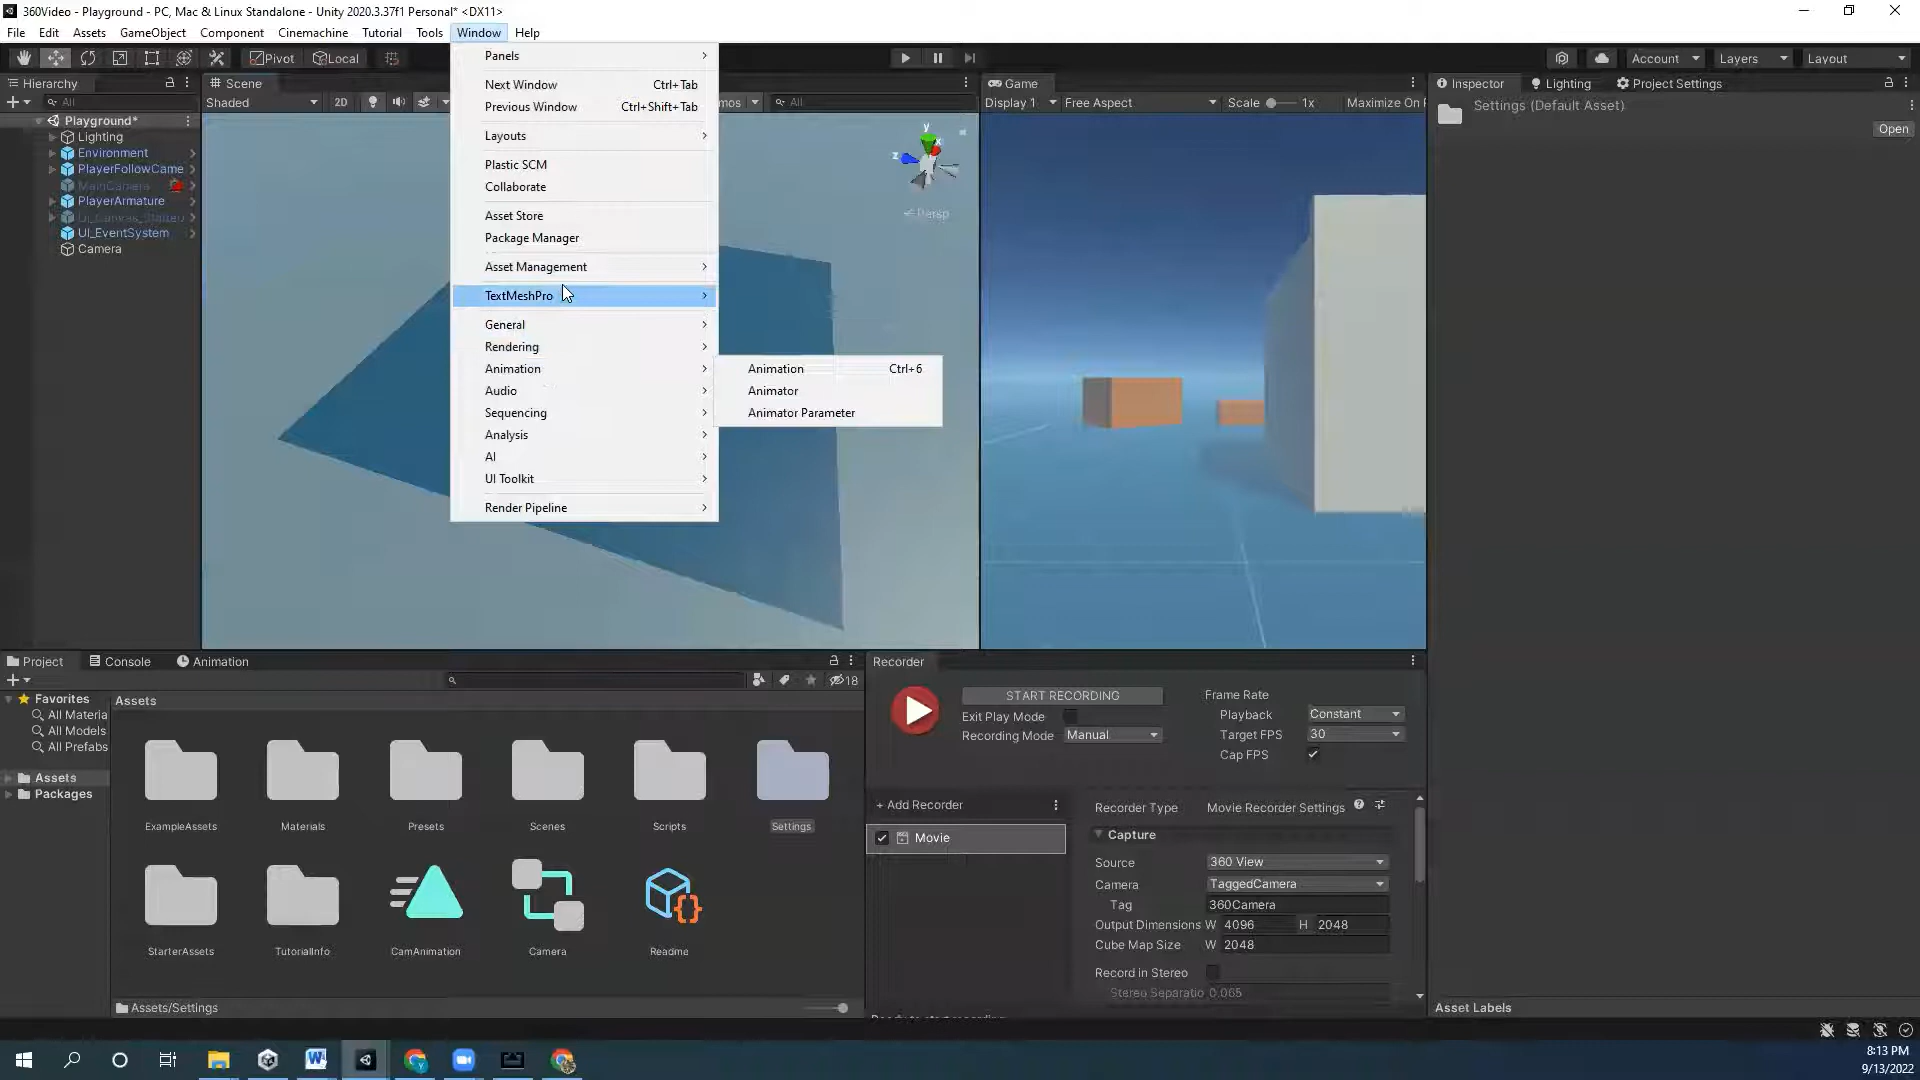 360Video - Playground - PC, Mac & Linux Standalone - Unity 2020.3.37f1 Personal* <DX11>
File Edit Assets GameObject Component Cinemachine Tutorial Tools Window Help
Pivot Local
Account Layers Layout
Hierarchy
All
Playground*
Lighting
Environment
PlayerFollowCame
MainCamera
PlayerArmature
UI_EventSystem
Camera
Scene
Shaded
2D
All
y
x
z
Persp
Panels
Next Window Ctrl+Tab
Previous Window Ctrl+Shift+Tab
Layouts
Plastic SCM
Collaborate
Asset Store
Package Manager
Asset Management
TextMeshPro
General
Rendering
Animation
Audio
Sequencing
Analysis
AI
UI Toolkit
Render Pipeline
Animation Ctrl+6
Animator
Animator Parameter
Game
Display 1 Free Aspect Scale 1x Maximize On
Inspector Lighting Project Settings
Settings (Default Asset)
Open
Project Console Animation
18
Favorites
All Materia
All Models
All Prefabs
Assets
Packages
Assets
ExampleAssets Materials Presets Scenes Scripts Settings
StarterAssets TutorialInfo CamAnimation Camera Readme
Assets/Settings
Recorder
START RECORDING
Exit Play Mode
Recording Mode Manual
Frame Rate
Playback Constant
Target FPS 30
Cap FPS
+ Add Recorder
Movie
Recorder Type Movie Recorder Settings
Capture
Source 360 View
Camera TaggedCamera
Tag 360Camera
Output Dimensions W 4096 H 2048
Cube Map Size W 2048
Record in Stereo
Stereo Separatio 0.065
Asset Labels
8:13 PM
9/13/2022